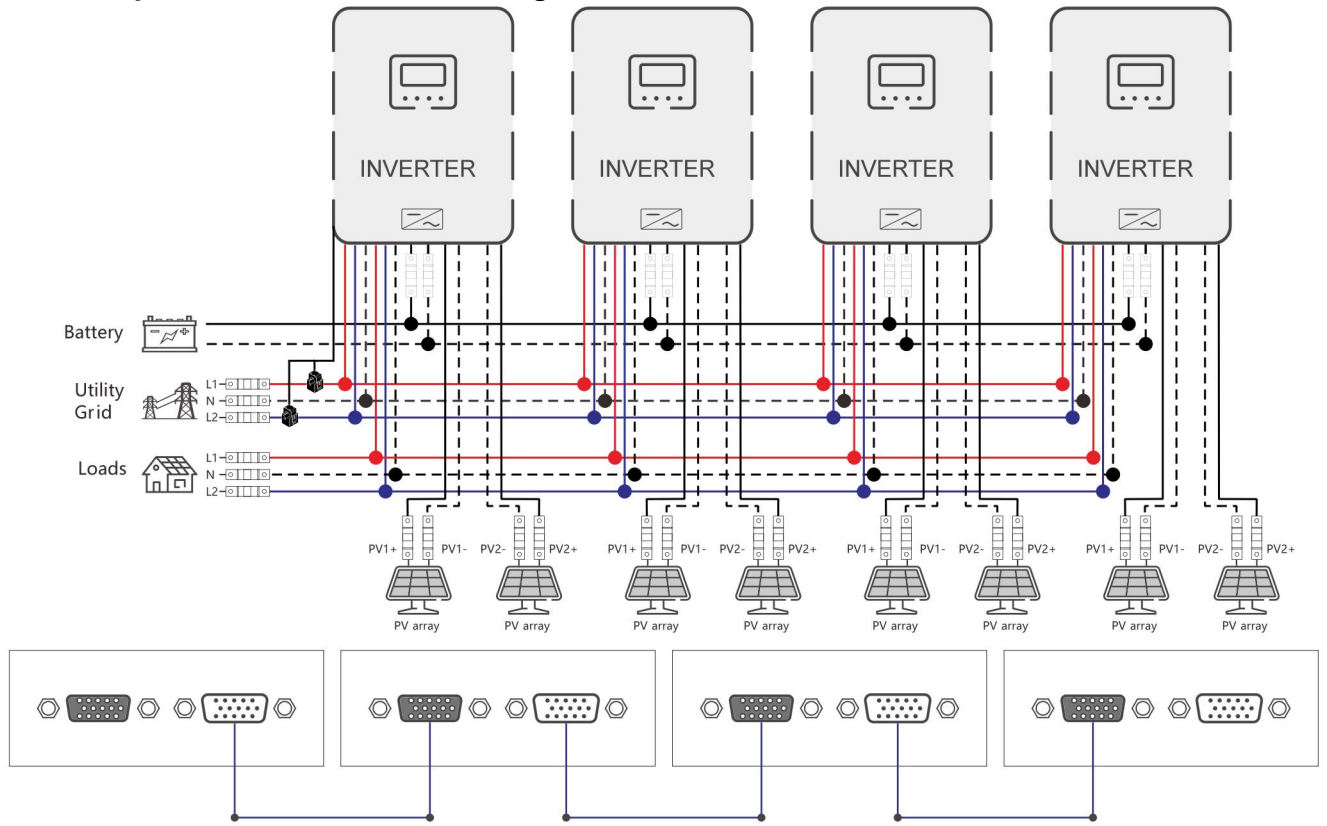 INVERTER INVERTER INVERTER INVERTER
Battery
Utility
Grid
L1
N
L2
Loads
L1
N
L2
PV1+ PV1- PV2- PV2+ PV1+ PV1- PV2- PV2+ PV1+ PV1- PV2- PV2+ PV1+ PV1- PV2- PV2+
PV array PV array PV array PV array PV array PV array PV array PV array